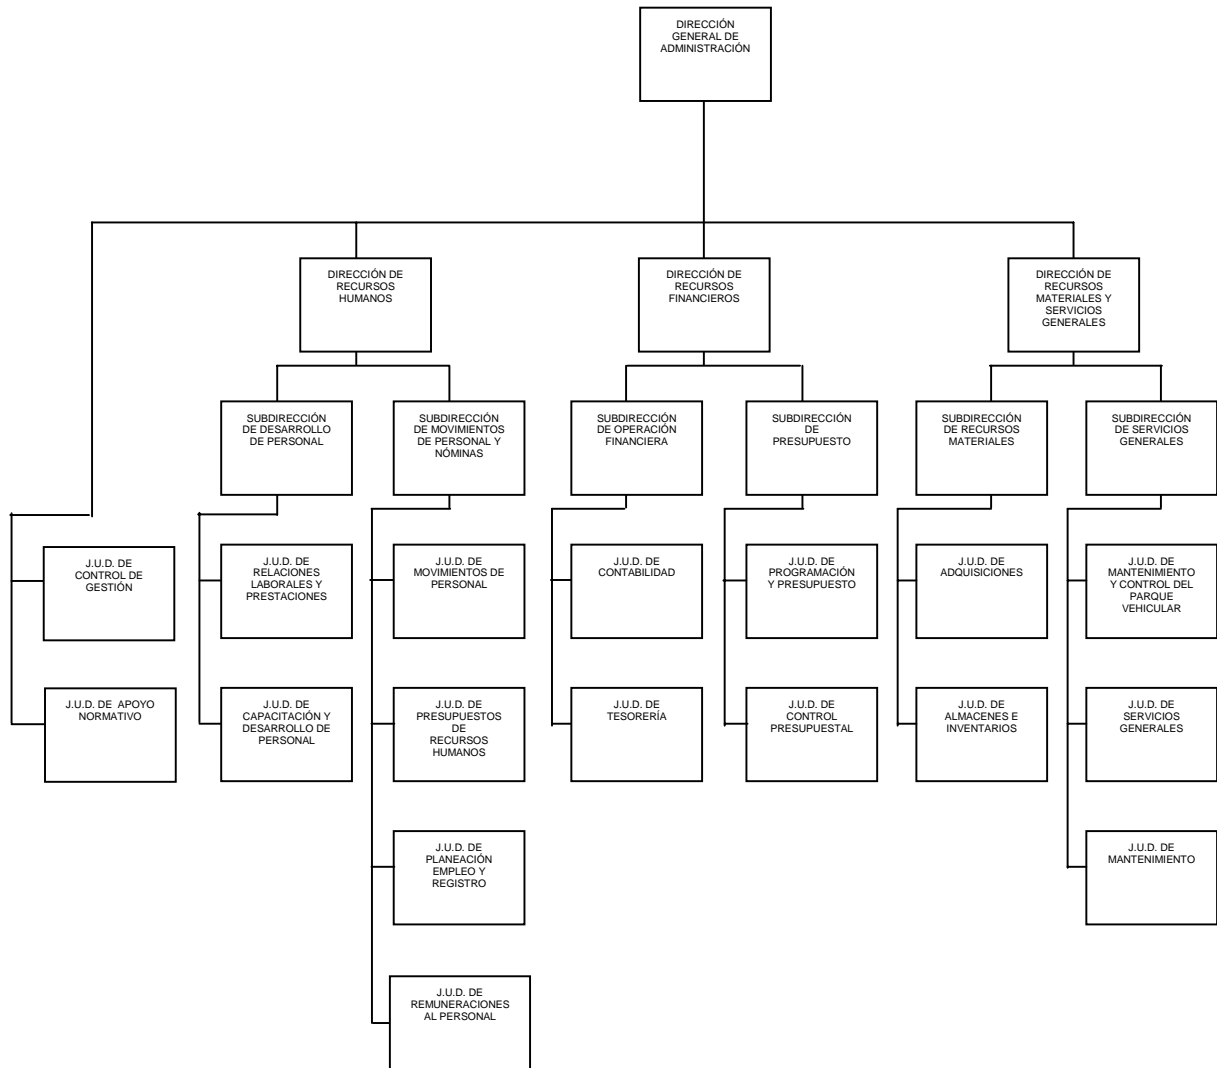 DIRECCIÓN
GENERAL DE
ADMINISTRACIÓN
DIRECCIÓN DE
RECURSOS
HUMANOS
DIRECCIÓN DE
RECURSOS
FINANCIEROS
DIRECCIÓN DE
RECURSOS
MATERIALES Y
SERVICIOS
GENERALES
SUBDIRECCIÓN
DE DESARROLLO
DE PERSONAL
SUBDIRECCIÓN
DE MOVIMIENTOS
DE PERSONAL Y
NÓMINAS
SUBDIRECCIÓN
DE OPERACIÓN
FINANCIERA
SUBDIRECCIÓN
DE
PRESUPUESTO
SUBDIRECCIÓN
DE RECURSOS
MATERIALES
SUBDIRECCIÓN
DE SERVICIOS
GENERALES
J.U.D. DE
CONTROL DE
GESTIÓN
J.U.D. DE
RELACIONES
LABORALES Y
PRESTACIONES
J.U.D. DE
MOVIMIENTOS DE
PERSONAL
J.U.D. DE
CONTABILIDAD
J.U.D. DE
PROGRAMACIÓN
Y PRESUPUESTO
J.U.D. DE
ADQUISICIONES
J.U.D. DE
MANTENIMIENTO
Y CONTROL DEL
PARQUE
VEHICULAR
J.U.D. DE APOYO
NORMATIVO
J.U.D. DE
CAPACITACIÓN Y
DESARROLLO DE
PERSONAL
J.U.D. DE
PRESUPUESTOS
DE
RECURSOS
HUMANOS
J.U.D. DE
TESORERÍA
J.U.D. DE
CONTROL
PRESUPUESTAL
J.U.D. DE
ALMACENES E
INVENTARIOS
J.U.D. DE
SERVICIOS
GENERALES
J.U.D. DE
PLANEACIÓN
EMPLEO Y
REGISTRO
J.U.D. DE
MANTENIMIENTO
J.U.D. DE
REMUNERACIONES
AL PERSONAL